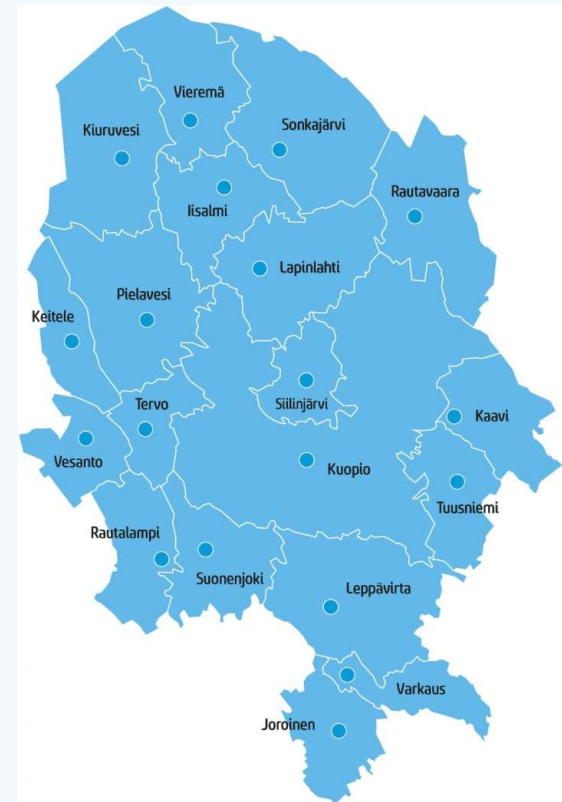 Vieremä
Kiuruvesi
Sonkajärvi
Rautavaara
Iisalmi
Lapinlahti
Pielavesi
Keitele
Tervo
Siilinjärvi
Kaavi
Vesanto
Kuopio
Tuusniemi
Rautalampi
Suonenjoki
Leppävirta
Varkaus
Joroinen